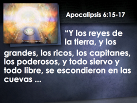 Apocalipsis 6:15-17
“Y los reyes de
la tierra, y los
grandes, los ricos, los capitanes,
los poderosos, y todo siervo y
todo libre, se escondieron en las
cuevas ...